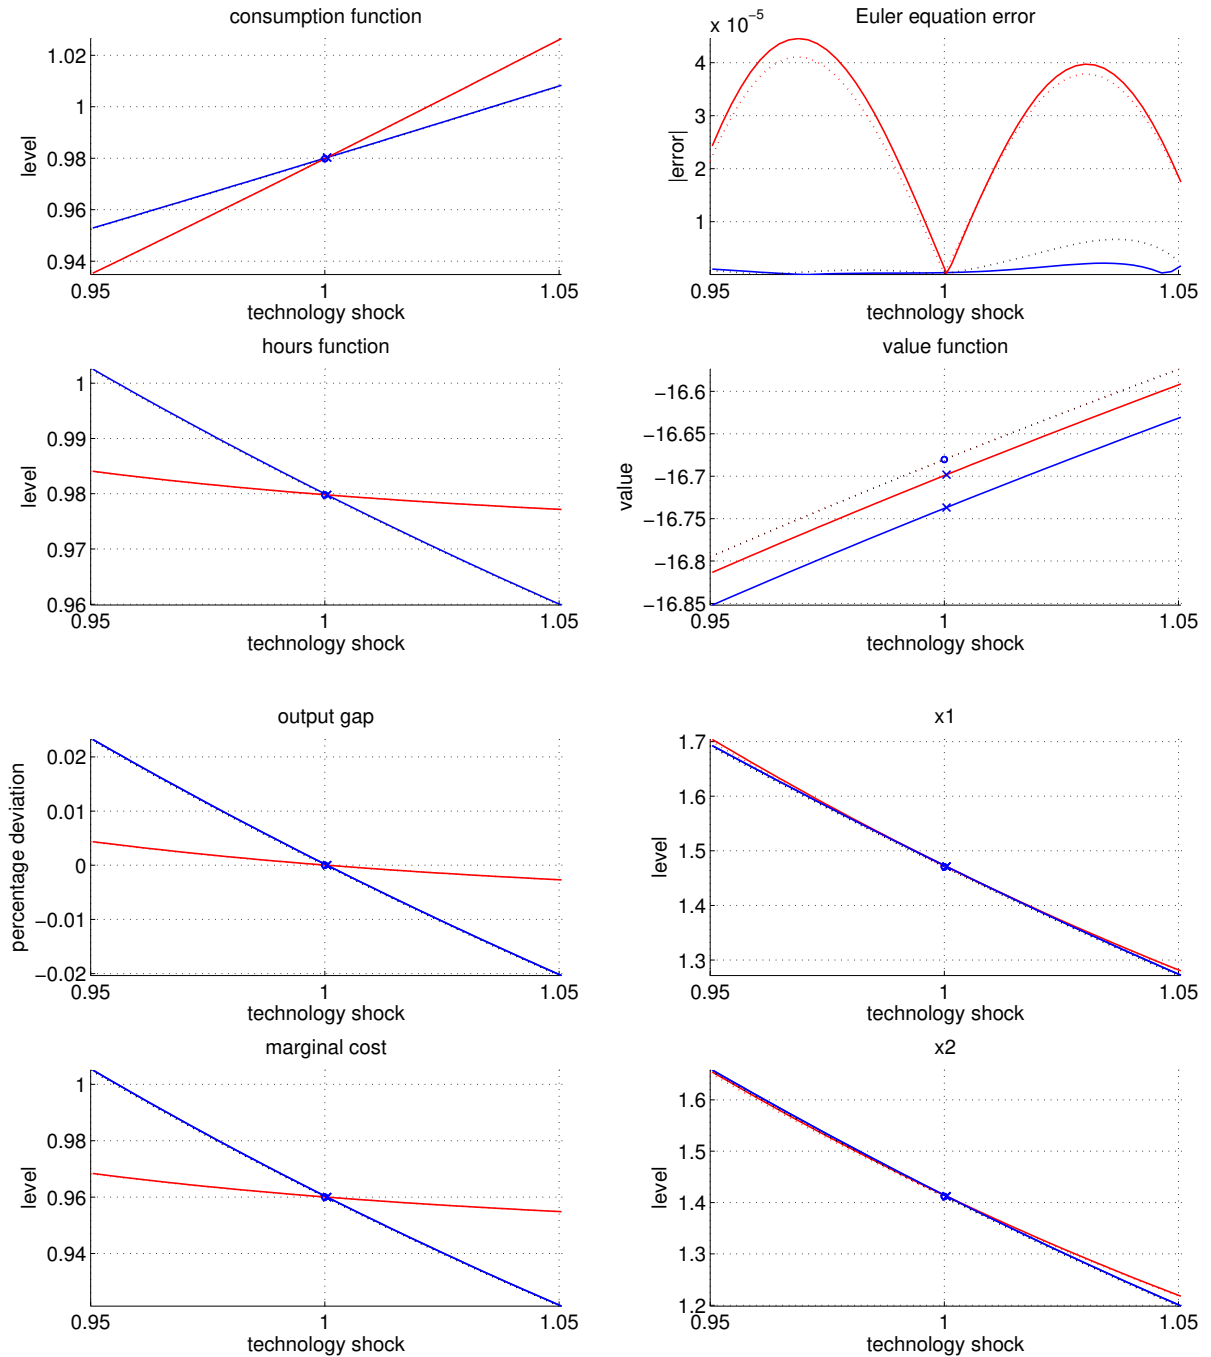 consumption function
1.02
1
0.98
0.96
0.94
level
0.95
1
1.05
technology shock
Euler equation error
x 10⁻⁵
4
3
2
1
|error|
0.95
1
1.05
technology shock
hours function
1
0.99
0.98
0.97
0.96
level
0.95
1
1.05
technology shock
value function
−16.6
−16.65
−16.7
−16.75
−16.8
−16.85
value
0.95
1
1.05
technology shock
output gap
0.02
0.01
0
−0.01
−0.02
percentage deviation
0.95
1
1.05
technology shock
x1
1.7
1.6
1.5
1.4
1.3
level
0.95
1
1.05
technology shock
marginal cost
1
0.98
0.96
0.94
level
0.95
1
1.05
technology shock
x2
1.6
1.5
1.4
1.3
1.2
level
0.95
1
1.05
technology shock